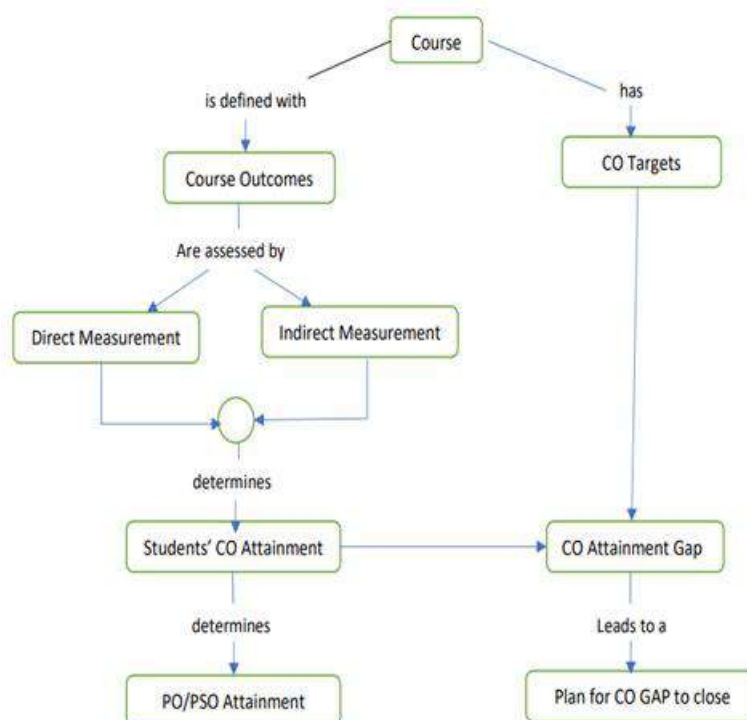 Course
is defined with
has
Course Outcomes
CO Targets
Are assessed by
Direct Measurement
Indirect Measurement
determines
Students' CO Attainment
CO Attainment Gap
determines
Leads to a
PO/PSO Attainment
Plan for CO GAP to close